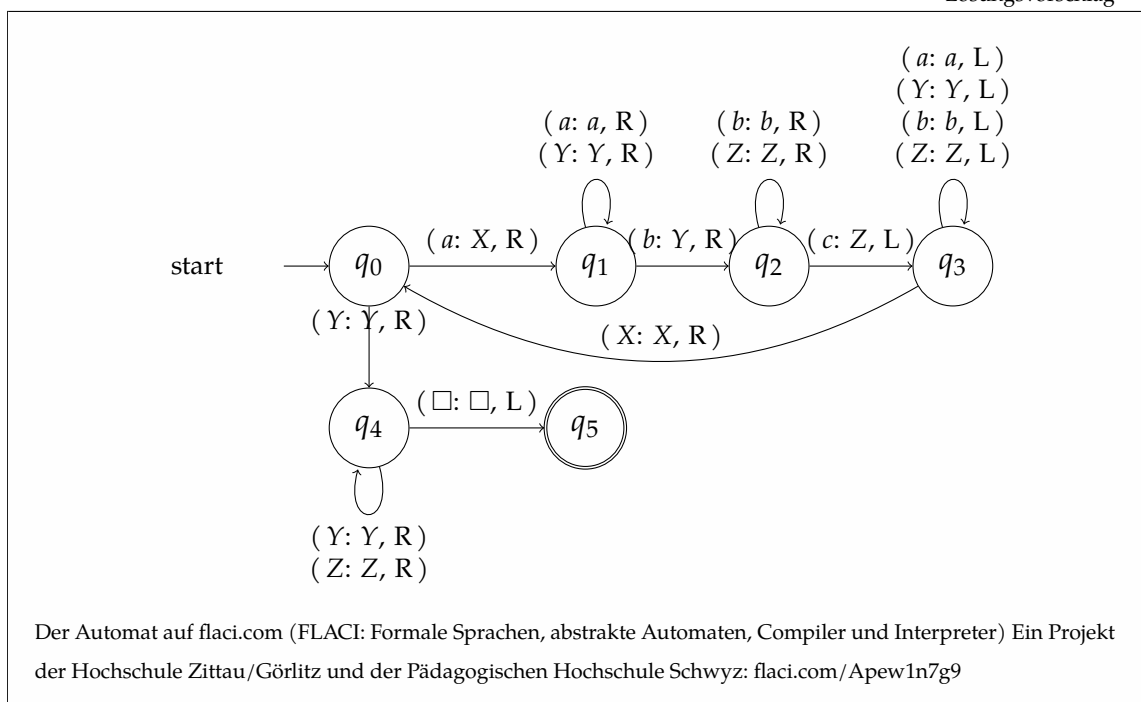 ( a: a, L )
( Y: Y, L )
( a: a, R ) ( b: b, R ) ( b: b, L )
( Y: Y, R ) ( Z: Z, R ) ( Z: Z, L )
( a: X, R ) ( b: Y, R ) ( c: Z, L )
start q0 q1 q2 q3
( Y: Y, R )
( X: X, R )
( □: □, L )
q4 q5
( Y: Y, R )
( Z: Z, R )
Der Automat auf flaci.com (FLACI: Formale Sprachen, abstrakte Automaten, Compiler und Interpreter) Ein Projekt
der Hochschule Zittau/Görlitz und der Pädagogischen Hochschule Schwyz: flaci.com/Apew1n7g9